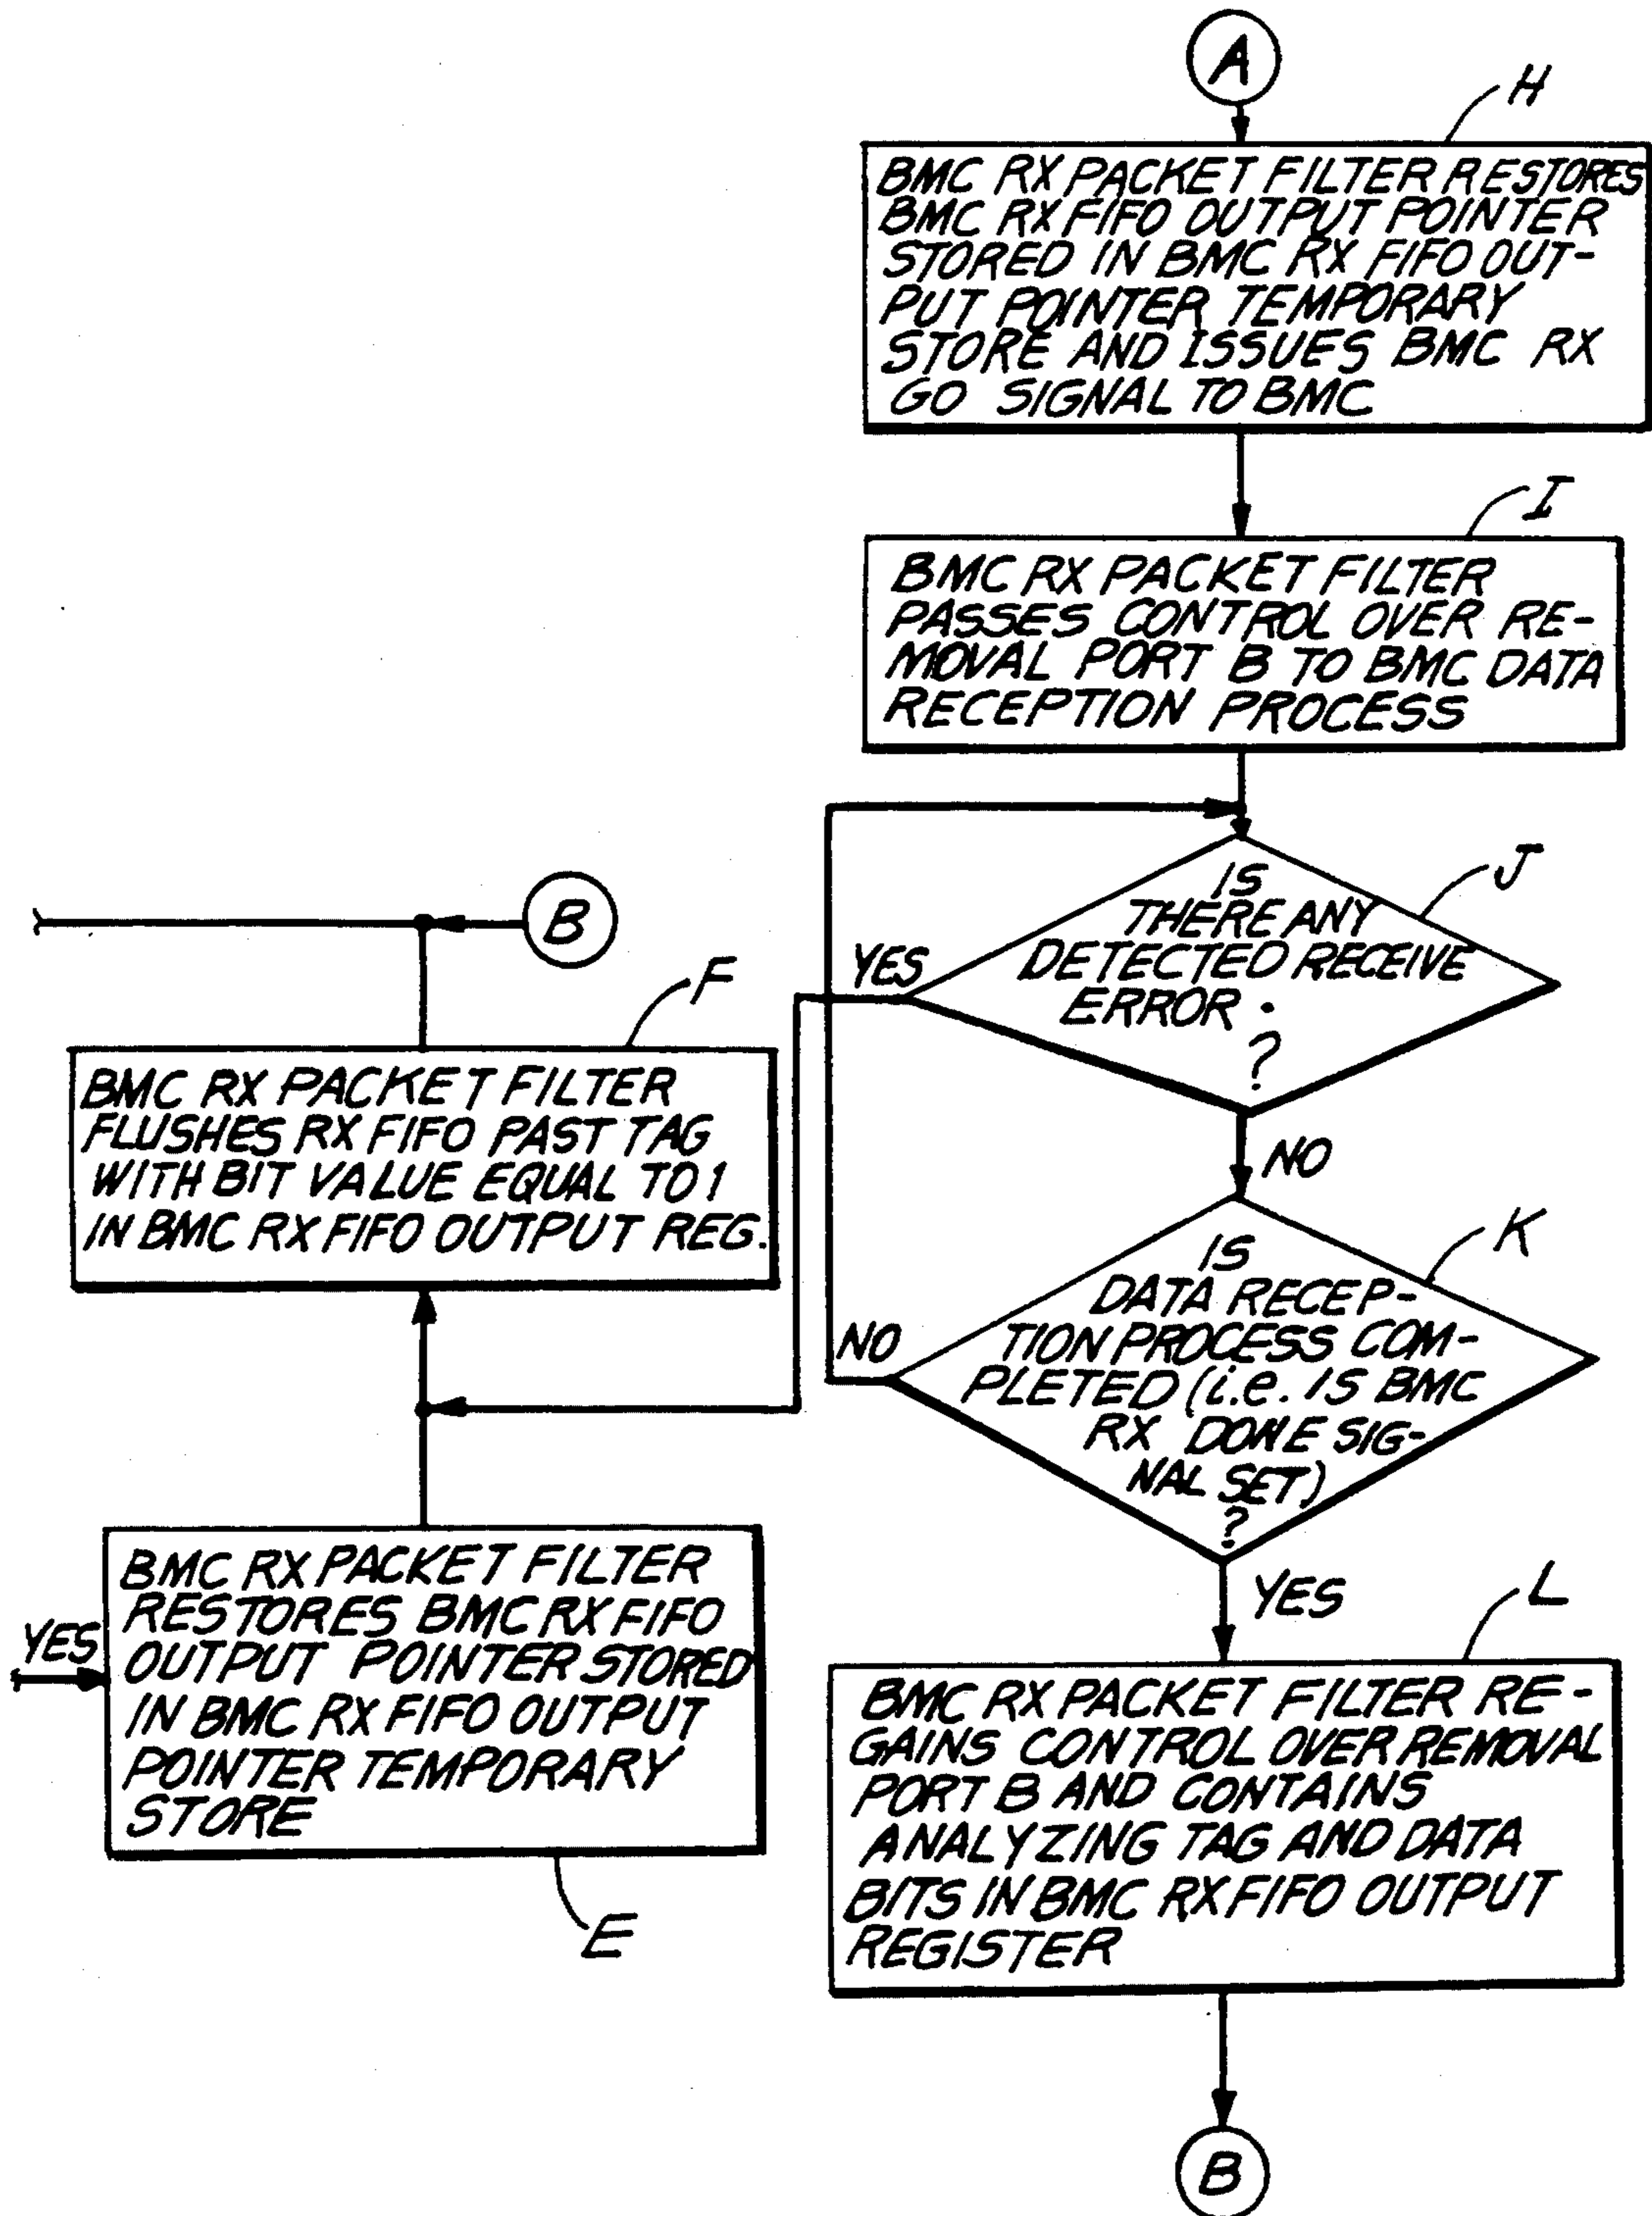 A
H
BMC RX PACKET FILTER RESTORES
BMC RX FIFO OUTPUT POINTER
STORED IN BMC RX FIFO OUT-
PUT POINTER TEMPORARY
STORE AND ISSUES BMC RX
GO SIGNAL TO BMC
I
BMC RX PACKET FILTER
PASSES CONTROL OVER RE-
MOVAL PORT B TO BMC DATA
RECEPTION PROCESS
J
IS
THERE ANY
DETECTED RECEIVE
ERROR
?
YES
NO
K
IS
DATA RECEP-
TION PROCESS COM-
PLETED (i.e. IS BMC
RX DONE SIG-
NAL SET)
?
NO
YES
L
BMC RX PACKET FILTER RE-
GAINS CONTROL OVER REMOVAL
PORT B AND CONTAINS
ANALYZING TAG AND DATA
BITS IN BMC RX FIFO OUTPUT
REGISTER
B
B
F
BMC RX PACKET FILTER
FLUSHES RX FIFO PAST TAG
WITH BIT VALUE EQUAL TO 1
IN BMC RX FIFO OUTPUT REG.
YES
BMC RX PACKET FILTER
RESTORES BMC RX FIFO
OUTPUT POINTER STORED
IN BMC RX FIFO OUTPUT
POINTER TEMPORARY
STORE
E